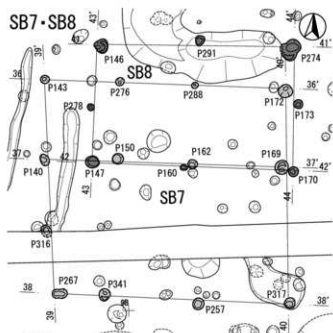 SB7・SB8
43'
44'
39'
41
P146
P291
P274
41'
36
P143
SB8
P276
P288
P172
36'
P278
P173
37
P140
42
P147
P150
P162
P160
P169
37'
42'
P170
43
SB7
44
P316
38
P267
P341
P257
P317
38'
39